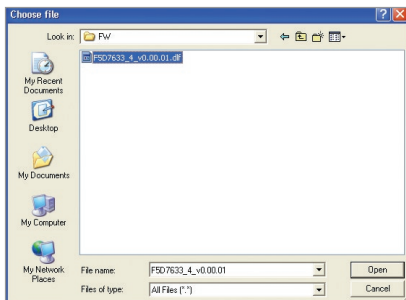 Choose file
Look in: FW
F5D7633_4_v0.00.01.dlf
My Recent
Documents
Desktop
My Documents
My Computer
My Network
Places
File name: F5D7633_4_v0.00.01 Open
Files of type: All Files (*.*) Cancel